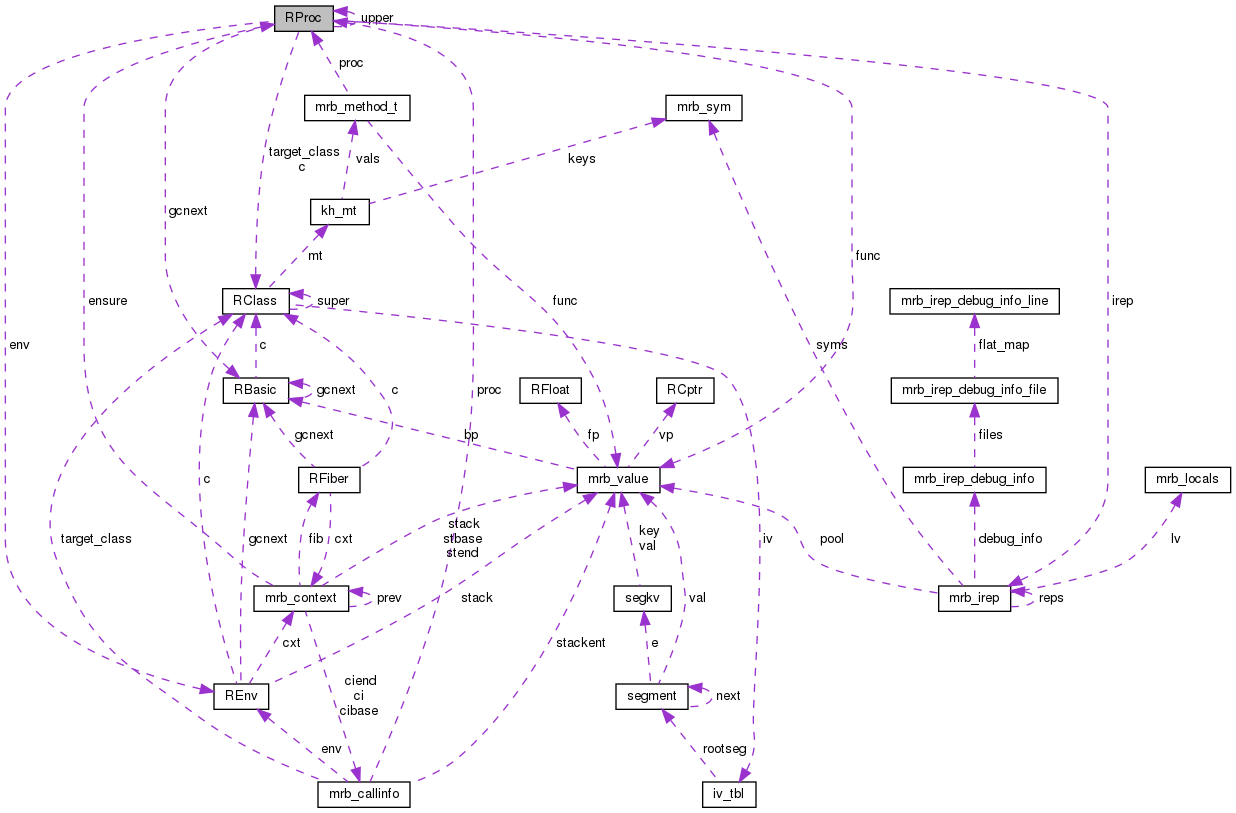 RProc
upper
proc
mrb_method_t
mrb_sym
target_class
c
vals
keys
gcnext
kh_mt
mt
func
ensure
RClass
super
func
mrb_irep_debug_info_line
irep
env
c
syms
flat_map
RBasic
gcnext
c
RFloat
RCptr
mrb_irep_debug_info_file
proc
gcnext
bp
fp
vp
files
c
RFiber
mrb_value
mrb_irep_debug_info
mrb_locals
target_class
gcnext
fib
cxt
stack
stbase
stend
key
val
iv
pool
debug_info
lv
mrb_context
prev
stack
segkv
val
mrb_irep
reps
cxt
stackent
e
REnv
ciend
ci
cibase
segment
next
env
rootseg
mrb_callinfo
iv_tbl